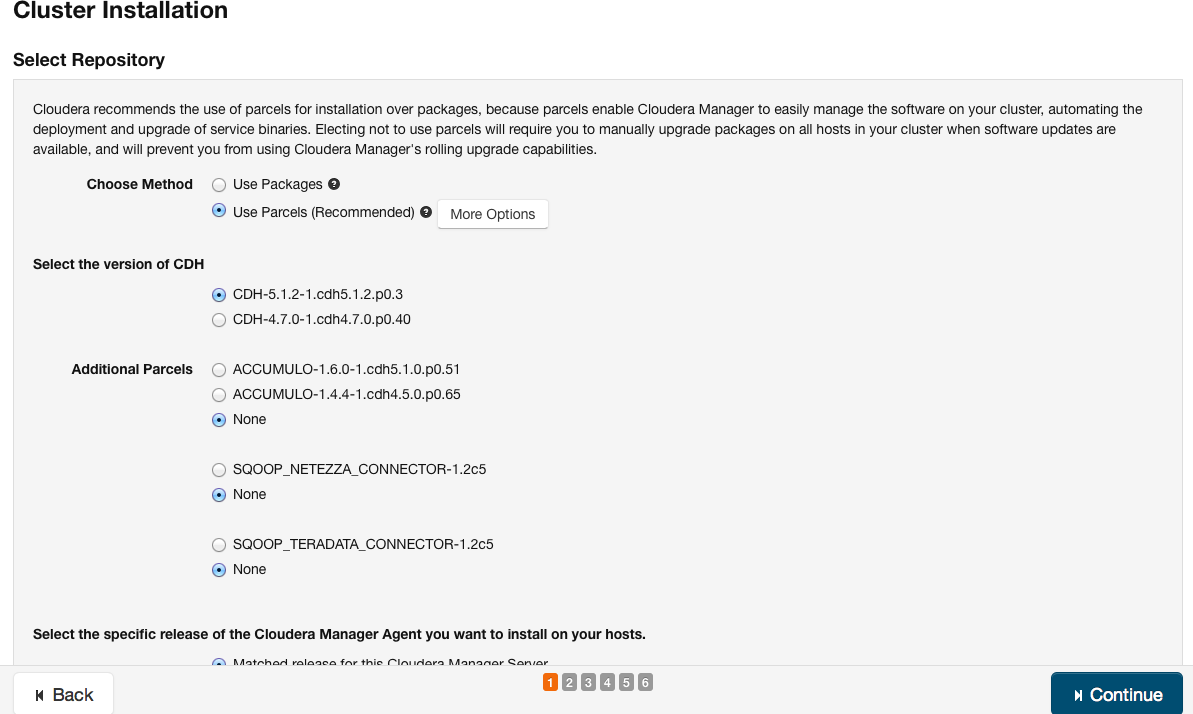 Cluster Installation
Select Repository
Cloudera recommends the use of parcels for installation over packages, because parcels enable Cloudera Manager to easily manage the software on your cluster, automating the
deployment and upgrade of service binaries. Electing not to use parcels will require you to manually upgrade packages on all hosts in your cluster when software updates are
available, and will prevent you from using Cloudera Manager's rolling upgrade capabilities.
Choose Method Use Packages ?
Use Parcels (Recommended) ? More Options
Select the version of CDH
CDH-5.1.2-1.cdh5.1.2.p0.3
CDH-4.7.0-1.cdh4.7.0.p0.40
Additional Parcels ACCUMULO-1.6.0-1.cdh5.1.0.p0.51
ACCUMULO-1.4.4-1.cdh4.5.0.p0.65
None
SQOOP_NETEZZA_CONNECTOR-1.2c5
None
SQOOP_TERADATA_CONNECTOR-1.2c5
None
Select the specific release of the Cloudera Manager Agent you want to install on your hosts.
Matched release for this Cloudera Manager Server
1 2 3 4 5 6
Back Continue